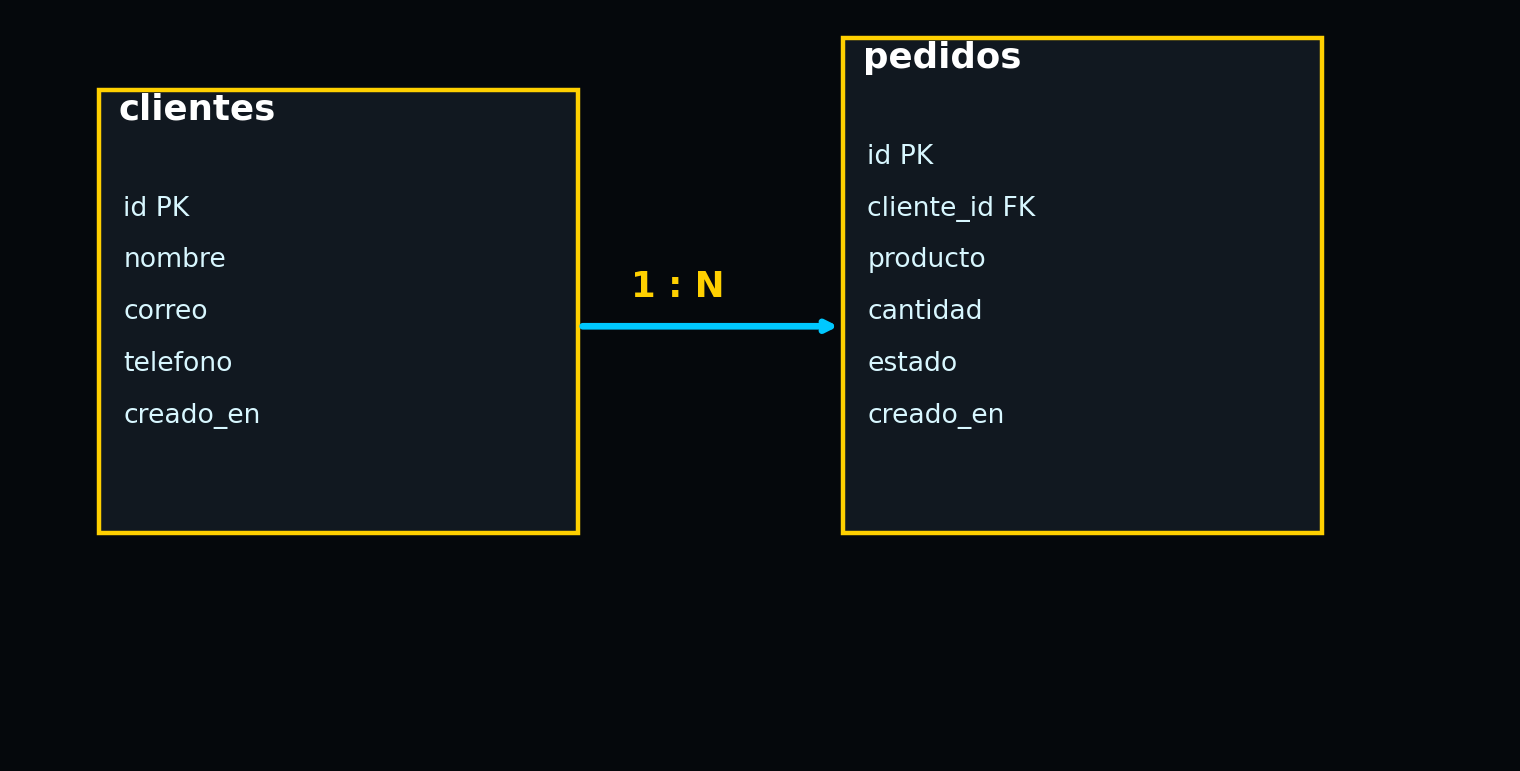 clientes
id PK
nombre
correo
telefono
creado_en
1 : N
pedidos
id PK
cliente_id FK
producto
cantidad
estado
creado_en